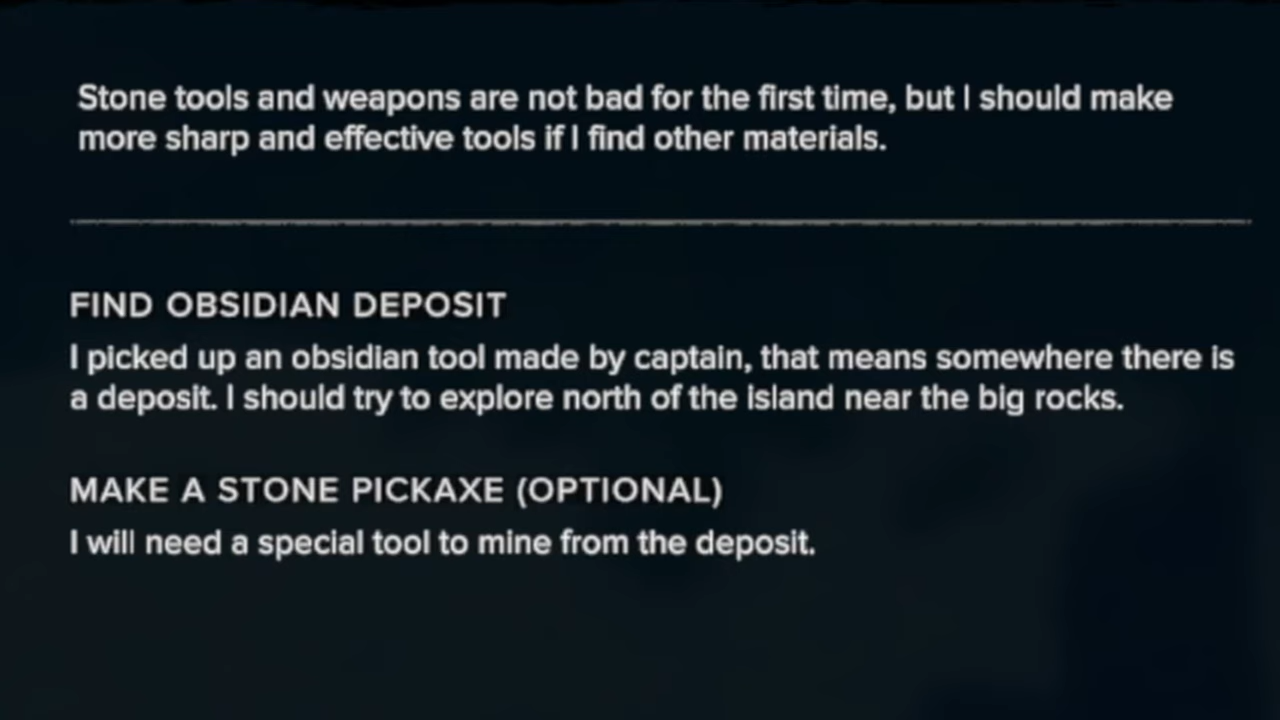 Stone tools and weapons are not bad for the first time, but I should make
more sharp and effective tools if I find other materials.
FIND OBSIDIAN DEPOSIT
I picked up an obsidian tool made by captain, that means somewhere there is
a deposit. I should try to explore north of the island near the big rocks.
MAKE A STONE PICKAXE (OPTIONAL)
I will need a special tool to mine from the deposit.